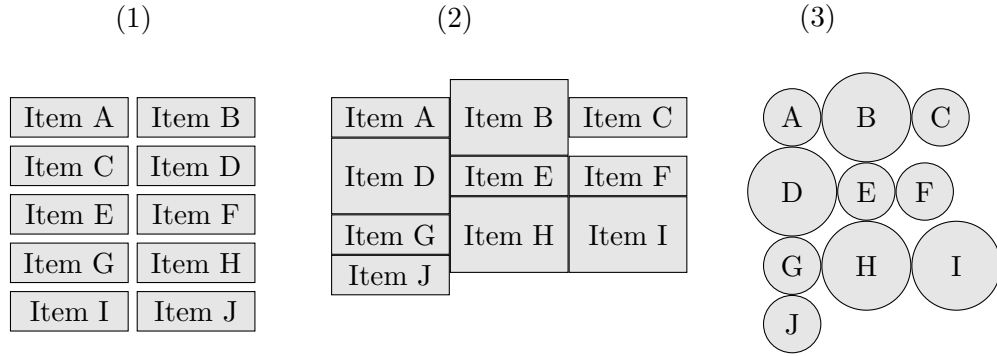 (1)
Item A Item B
Item C Item D
Item E Item F
Item G Item H
Item I Item J
(2)
Item A Item B Item C
Item D
Item E Item F
Item G Item H Item I
Item J
(3)
A B C
D E F
G H I
J